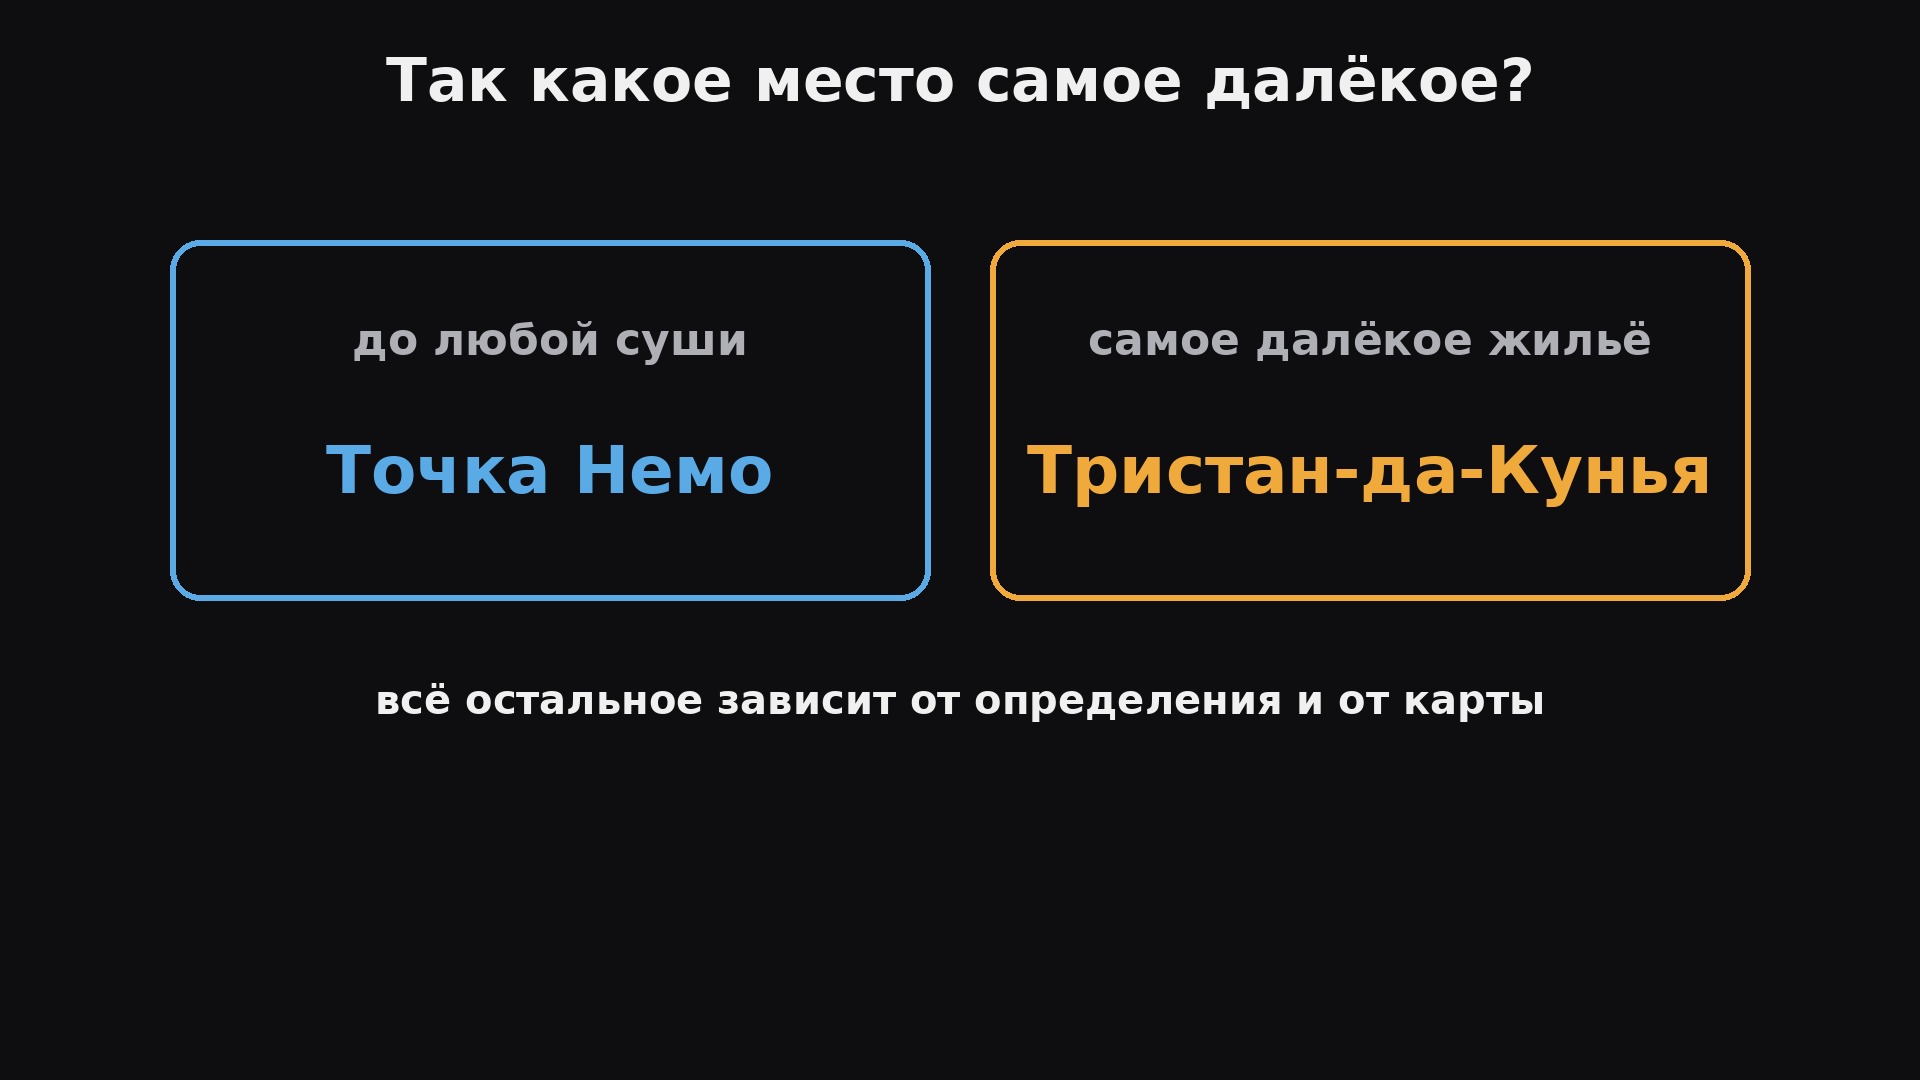 Так какое место самое далёкое?
до любой суши
Точка Немо
самое далёкое жильё
Тристан-да-Кунья
всё остальное зависит от определения и от карты